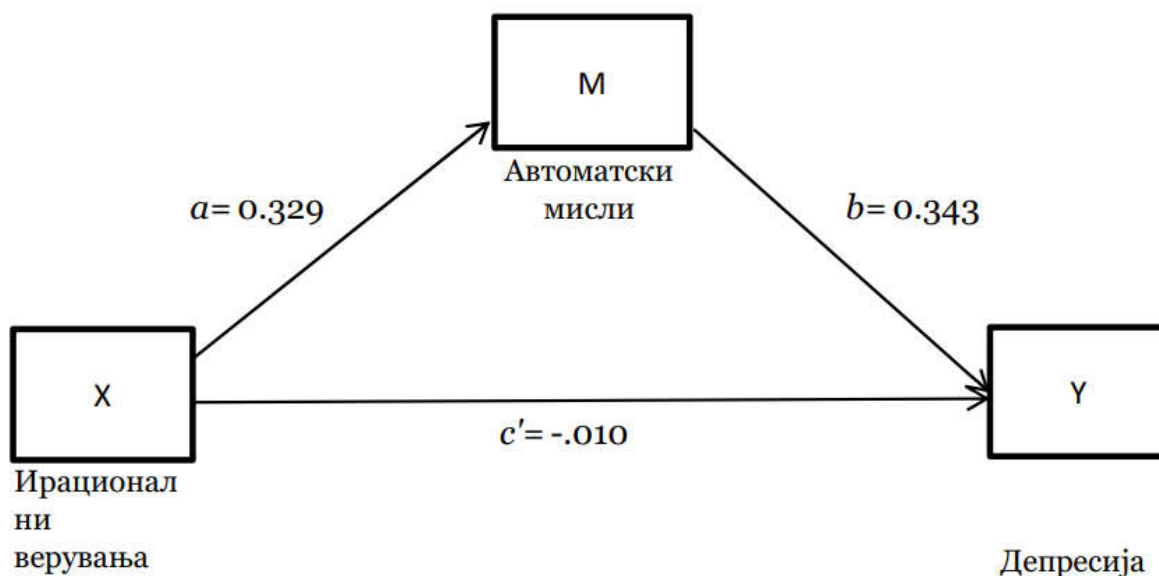 M
Автоматски
мисли
a= 0.329
b= 0.343
X
Y
c'= -.010
Ирационал
ни
верувања
Депресија